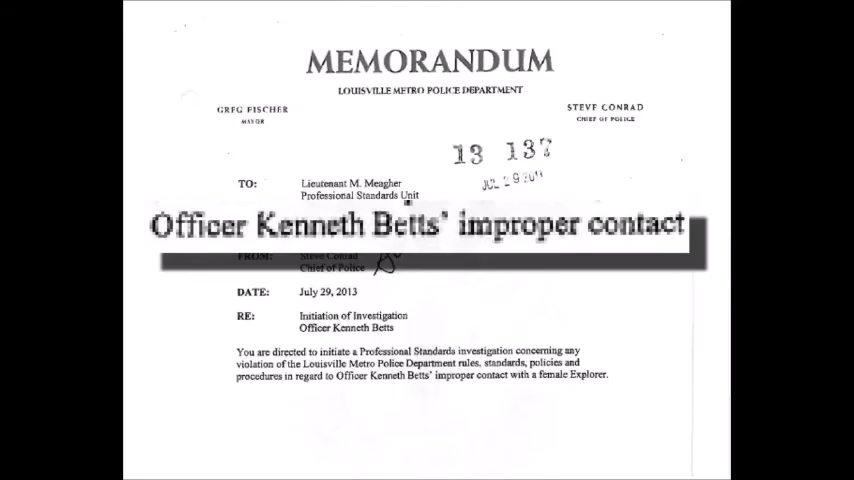 MEMORANDUM
LOUISVILLE METRO POLICE DEPARTMENT
GREG FISCHER
MAYOR
STEVE CONRAD
CHIEF OF POLICE
13 137
JUL 29 201
TO: Lieutenant M. Meagher
Professional Standards Unit
Officer Kenneth Betts' improper contact
FROM: Steve Conrad
Chief of Police
DATE: July 29, 2013
RE: Initiation of Investigation
Officer Kenneth Betts
You are directed to initiate a Professional Standards investigation concerning any
violation of the Louisville Metro Police Department rules, standards, policies and
procedures in regard to Officer Kenneth Betts' improper contact with a female Explorer.